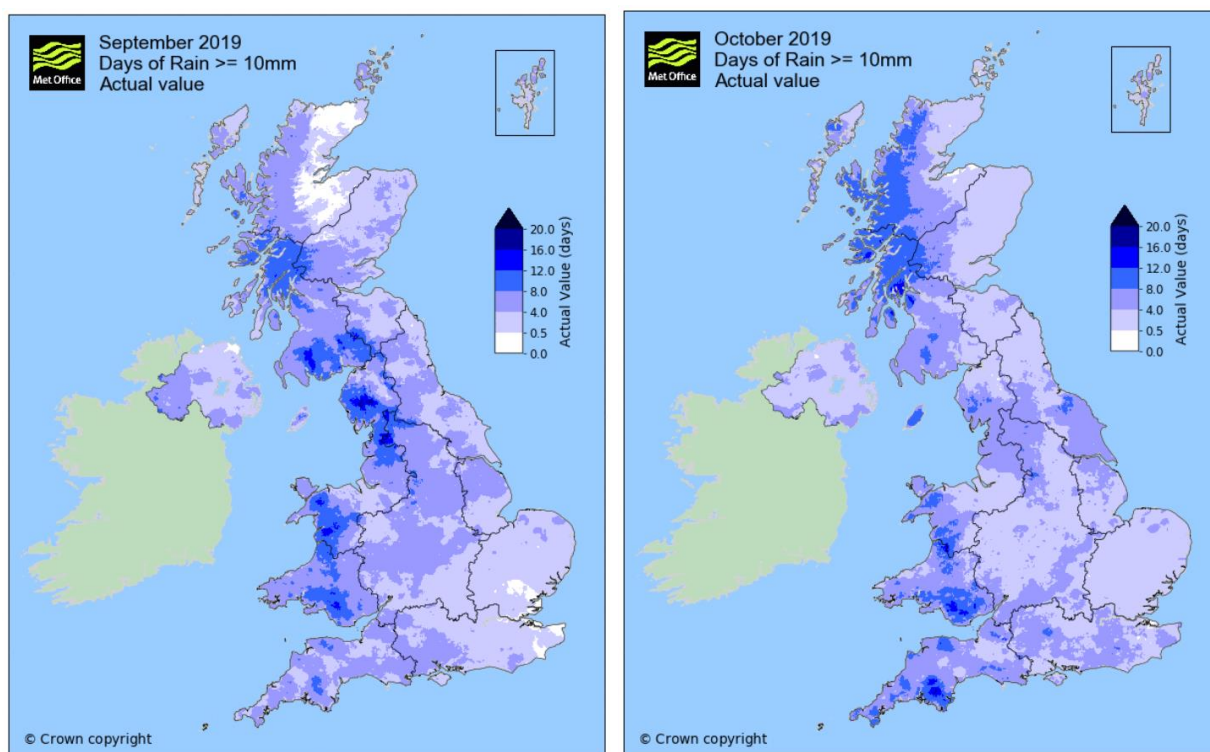 Met Office
September 2019
Days of Rain >= 10mm
Actual value
20.0
16.0
12.0
8.0
4.0
0.5
0.0
Actual Value (days)
© Crown copyright
Met Office
October 2019
Days of Rain >= 10mm
Actual value
20.0
16.0
12.0
8.0
4.0
0.5
0.0
Actual Value (days)
© Crown copyright